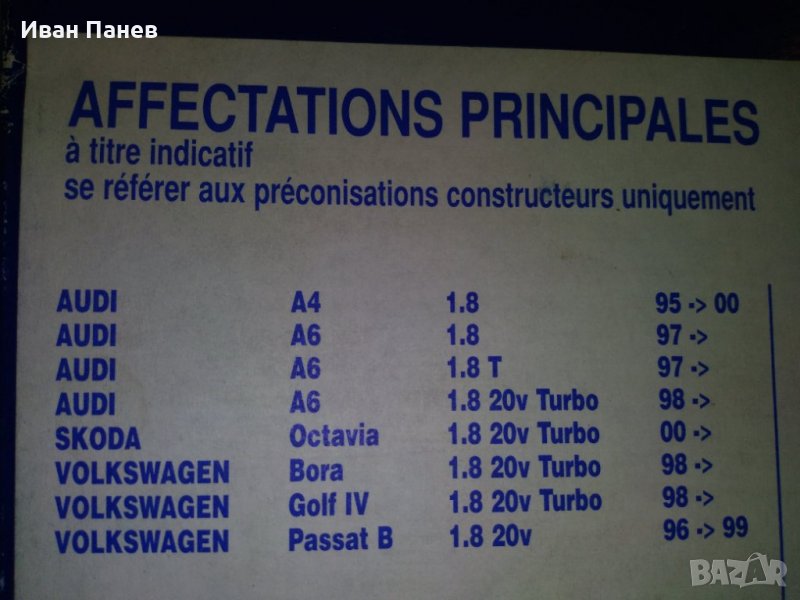 Иван Панев
AFFECTATIONS PRINCIPALES
à titre indicatif
se référer aux préconisations constructeurs uniquement
AUDI A4 1.8 95 -> 00
AUDI A6 1.8 97 ->
AUDI A6 1.8 T 97 ->
AUDI A6 1.8 20v Turbo 98 ->
SKODA Octavia 1.8 20v Turbo 00 ->
VOLKSWAGEN Bora 1.8 20v Turbo 98 ->
VOLKSWAGEN Golf IV 1.8 20v Turbo 98 ->
VOLKSWAGEN Passat B 1.8 20v 96 -> 99
BAZAR